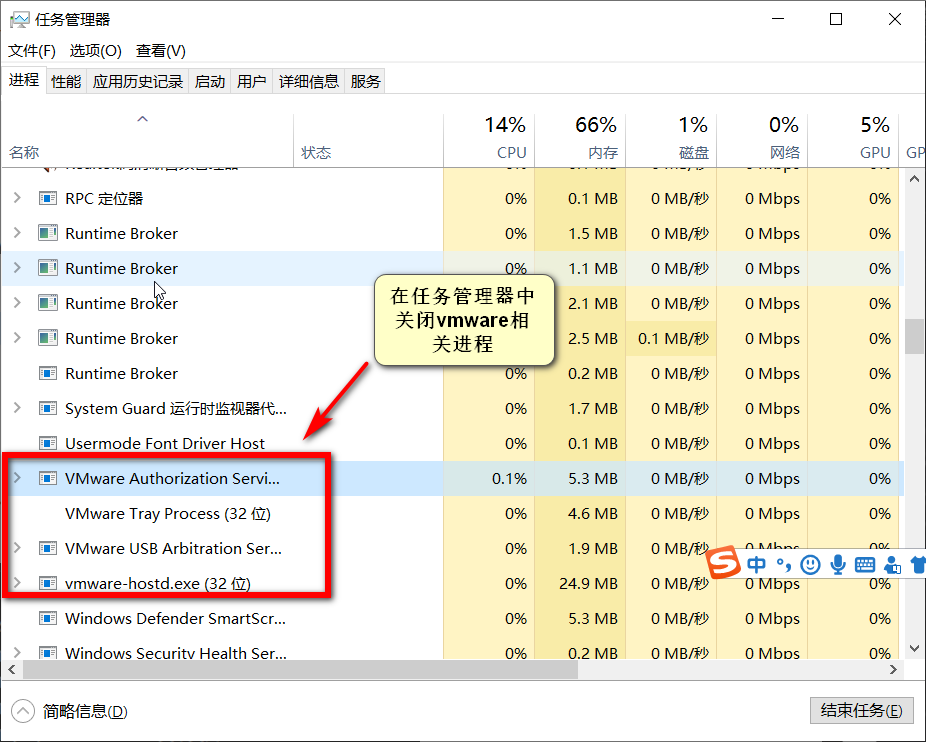 任务管理器
文件(F) 选项(O) 查看(V)
进程 性能 应用历史记录 启动 用户 详细信息 服务
14% 66% 1% 0% 5%
名称 状态 CPU 内存 磁盘 网络 GPU GP
RPC 定位器 0% 0.1 MB 0 MB/秒 0 Mbps 0%
Runtime Broker 0% 1.5 MB 0 MB/秒 0 Mbps 0%
Runtime Broker 0% 1.1 MB 0 MB/秒 0 Mbps 0%
Runtime Broker 2.1 MB 0 MB/秒 0 Mbps 0%
Runtime Broker 2.5 MB 0.1 MB/秒 0 Mbps 0%
在任务管理器中
关闭vmware相
关进程
Runtime Broker 0% 0.2 MB 0 MB/秒 0 Mbps 0%
System Guard 运行时监视器代... 0% 1.7 MB 0 MB/秒 0 Mbps 0%
Usermode Font Driver Host 0% 0.1 MB 0 MB/秒 0 Mbps 0%
VMware Authorization Servi... 0.1% 5.3 MB 0 MB/秒 0 Mbps 0%
VMware Tray Process (32 位) 0% 4.6 MB 0 MB/秒 0 Mbps 0%
VMware USB Arbitration Ser... 0% 1.9 MB 0 MB/秒 0 Mbps 0%
S 中
vmware-hostd.exe (32 位) 0% 24.9 MB 0 MB/秒 0 Mbps 0%
Windows Defender SmartScr... 0% 5.3 MB 0 MB/秒 0 Mbps 0%
Windows Security Health Ser... 0% 0.2 MB 0 MB/秒 0 Mbps 0%
简略信息(D) 结束任务(E)